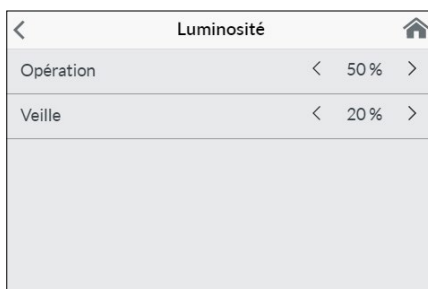 Luminosité
Opération < 50 % >
Veille < 20 % >